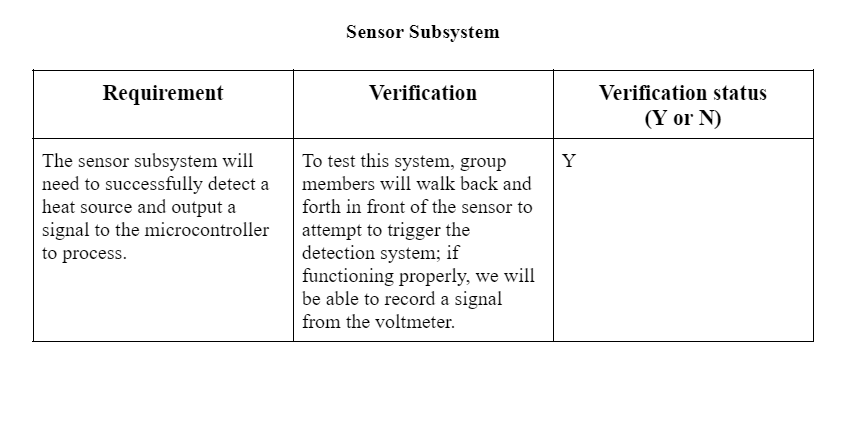 Sensor Subsystem
Requirement
Verification
Verification status
(Y or N)
The sensor subsystem will
need to successfully detect a
heat source and output a
signal to the microcontroller
to process.
To test this system, group
members will walk back and
forth in front of the sensor to
attempt to trigger the
detection system; if
functioning properly, we will
be able to record a signal
from the voltmeter.
Y